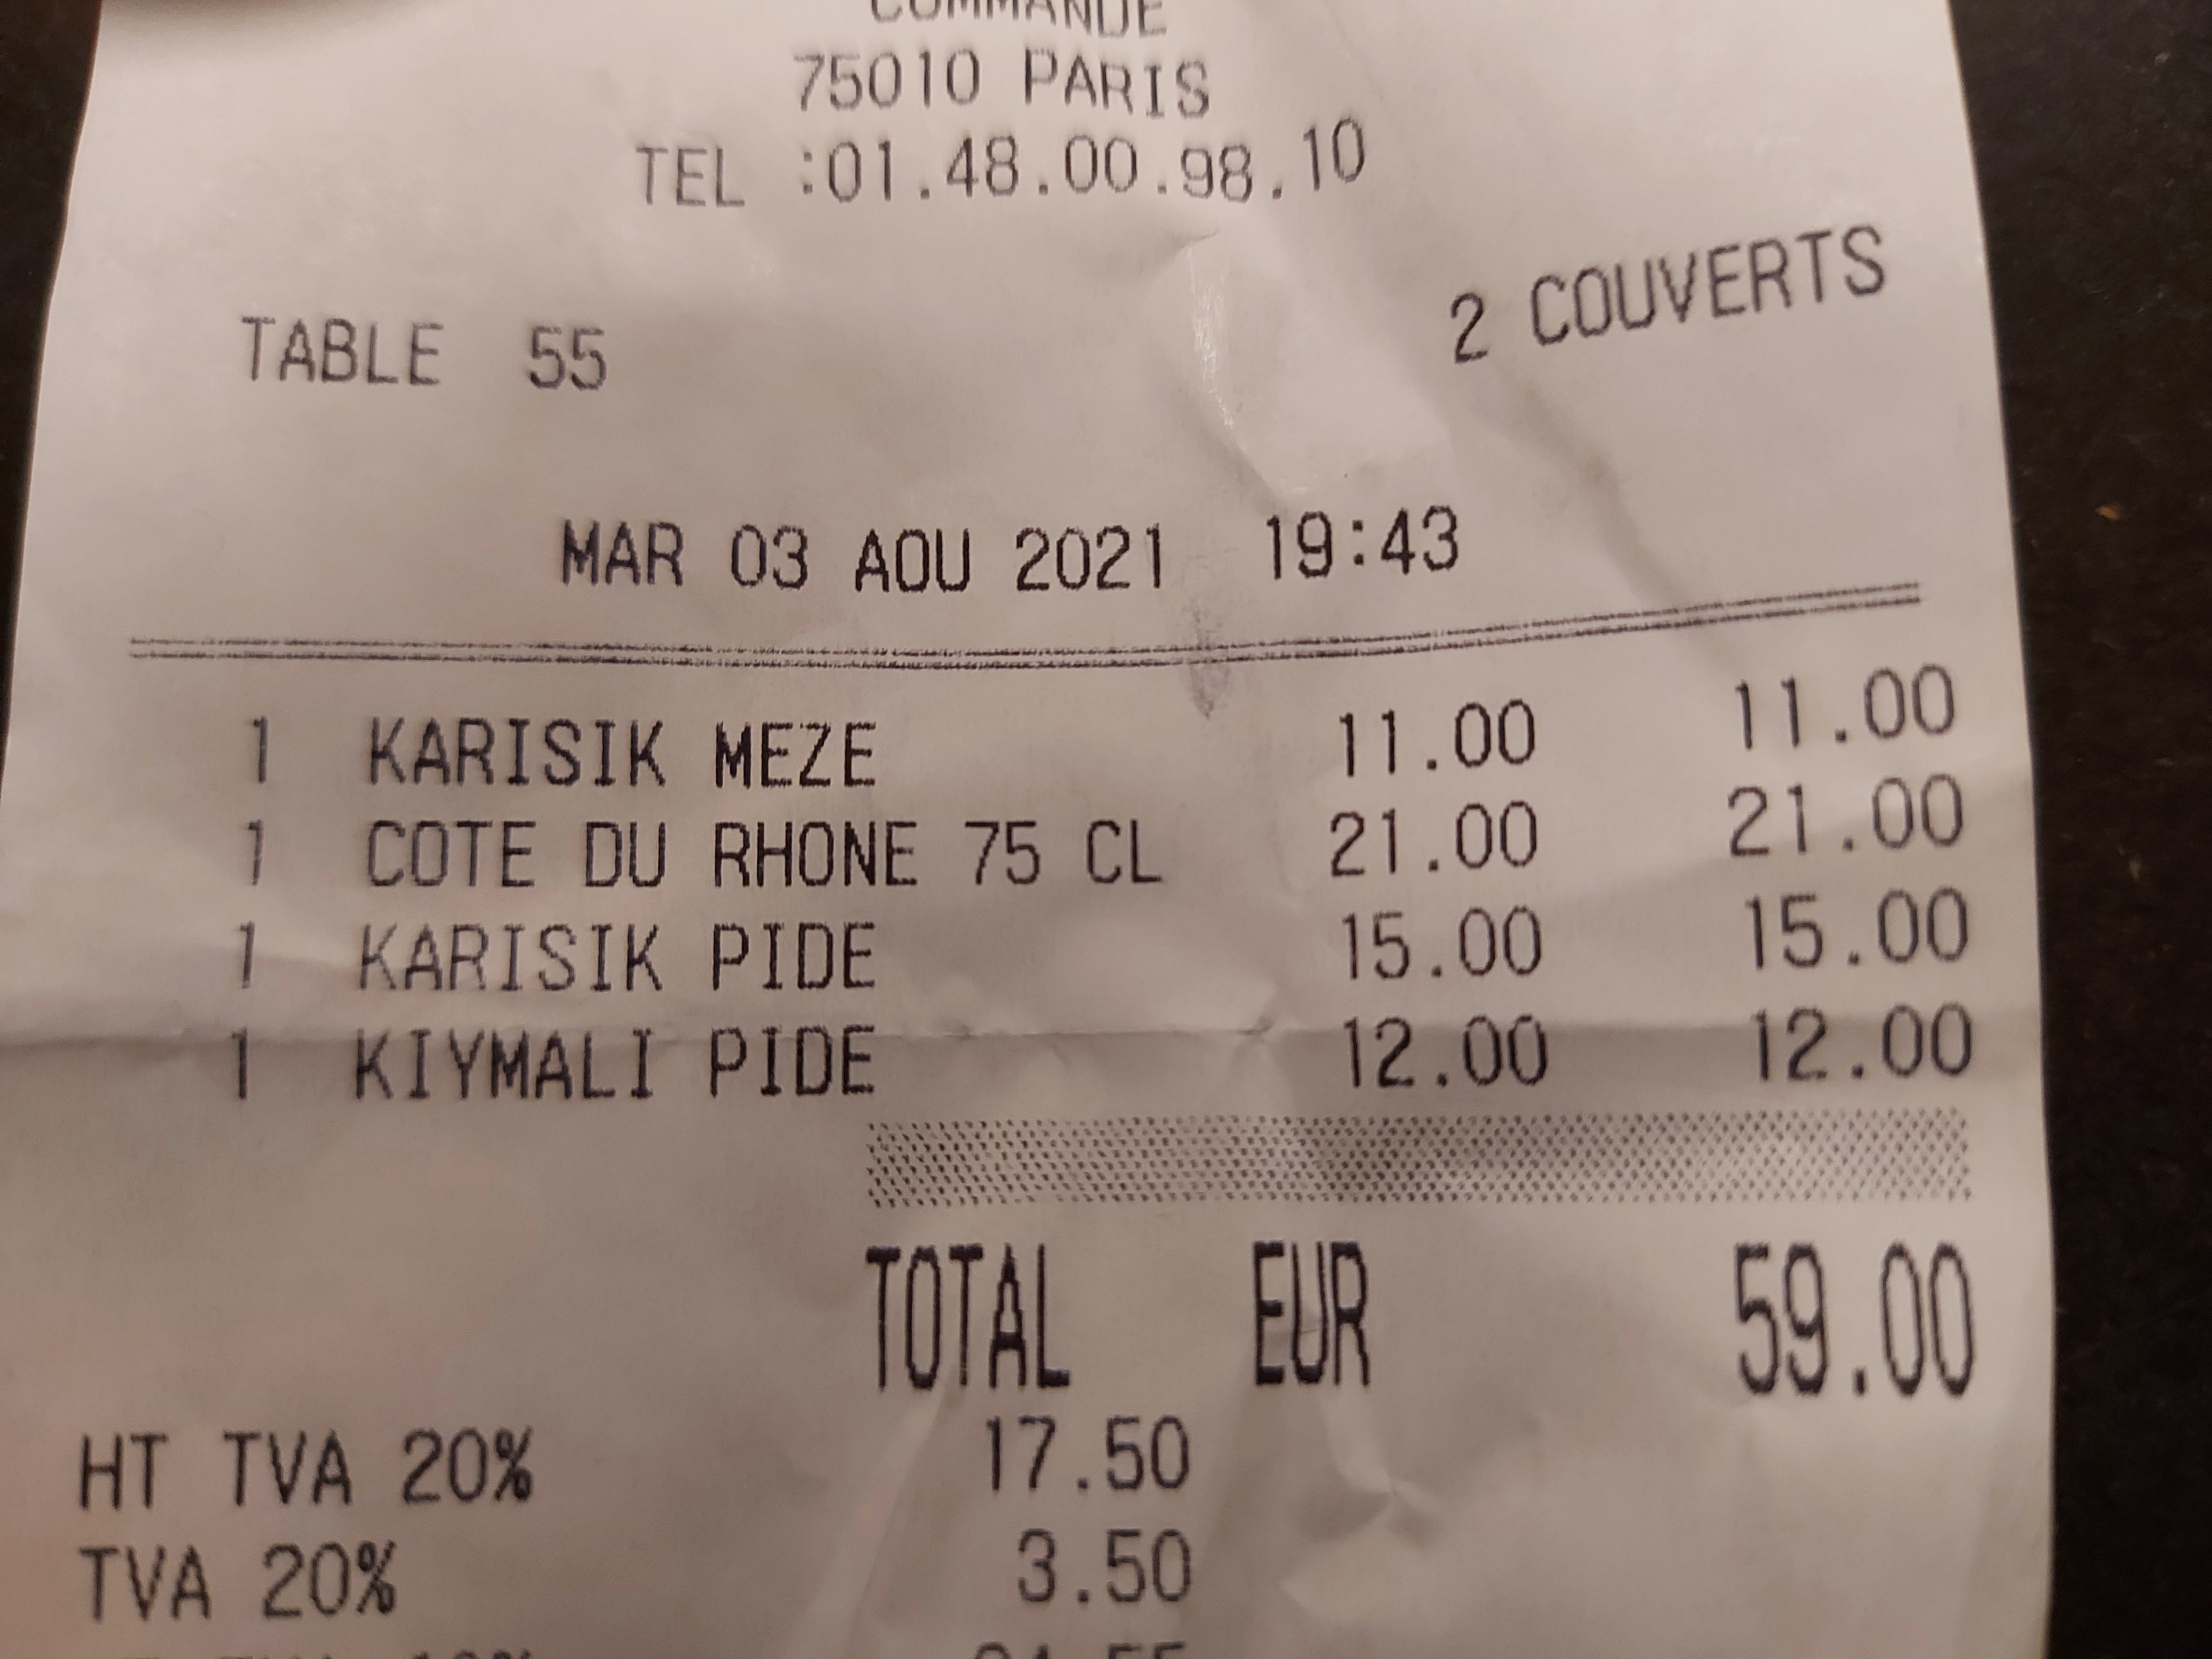 COMMANDE
75010 PARIS
TEL :01.48.00.98.10
TABLE 55 2 COUVERTS
MAR 03 AOU 2021 19:43
1 KARISIK MEZE 11.00 11.00
1 COTE DU RHONE 75 CL 21.00 21.00
1 KARISIK PIDE 15.00 15.00
1 KIYMALI PIDE 12.00 12.00
TOTAL EUR 59.00
HT TVA 20% 17.50
TVA 20% 3.50